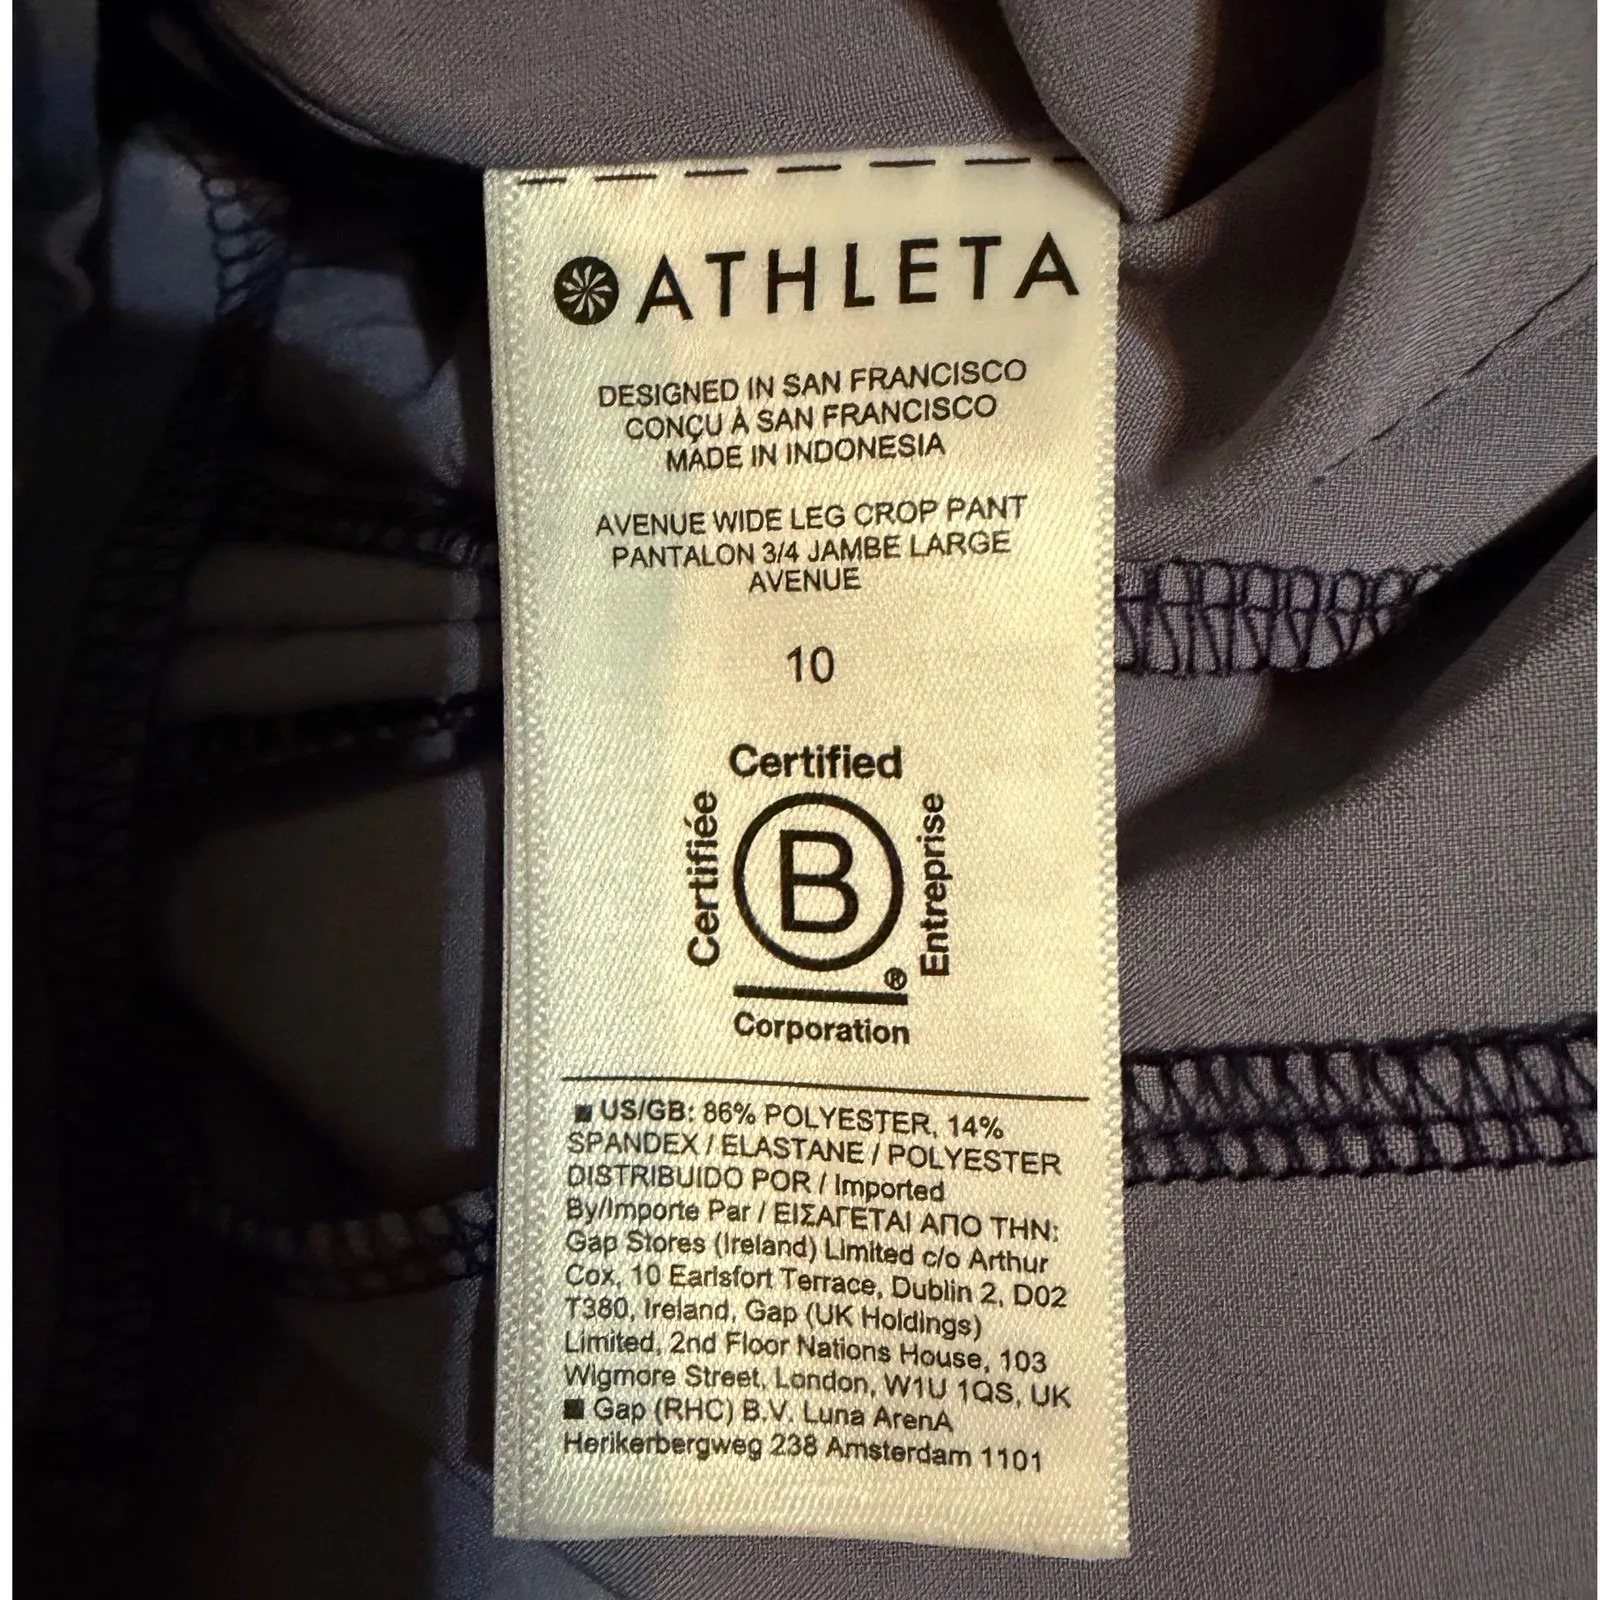 ATHLETA
DESIGNED IN SAN FRANCISCO
CONÇU À SAN FRANCISCO
MADE IN INDONESIA
AVENUE WIDE LEG CROP PANT
PANTALON 3/4 JAMBE LARGE
AVENUE
10
Certified
Certifiée
B
Entreprise
®
Corporation
■ US/GB: 86% POLYESTER, 14%
SPANDEX / ELASTANE / POLYESTER
DISTRIBUIDO POR / Imported
By/Importe Par / ΕΙΣΑΓΕΤΑΙ ΑΠΟ ΤΗΝ:
Gap Stores (Ireland) Limited c/o Arthur
Cox, 10 Earlsfort Terrace, Dublin 2, D02
T380, Ireland, Gap (UK Holdings)
Limited, 2nd Floor Nations House, 103
Wigmore Street, London, W1U 1QS, UK
■ Gap (RHC) B.V. Luna ArenA
Herikerbergweg 238 Amsterdam 1101